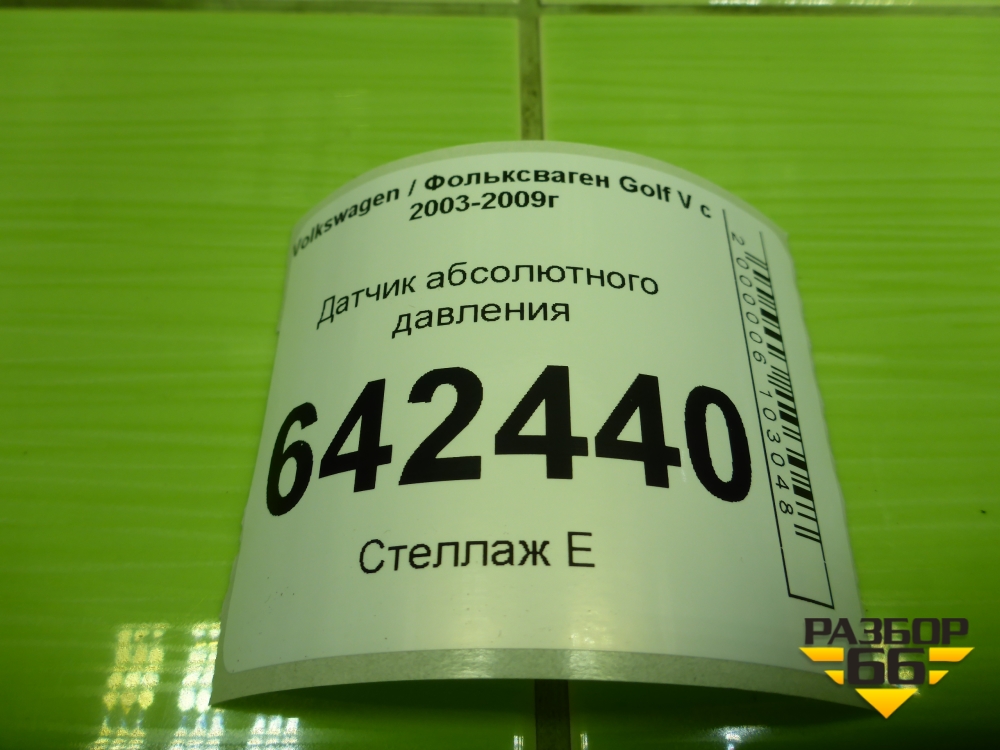 Volkswagen / Фольксваген Golf V с
2003-2009г
Датчик абсолютного
давления
642440
Стеллаж Е
2000006103048
РАЗБОР
66